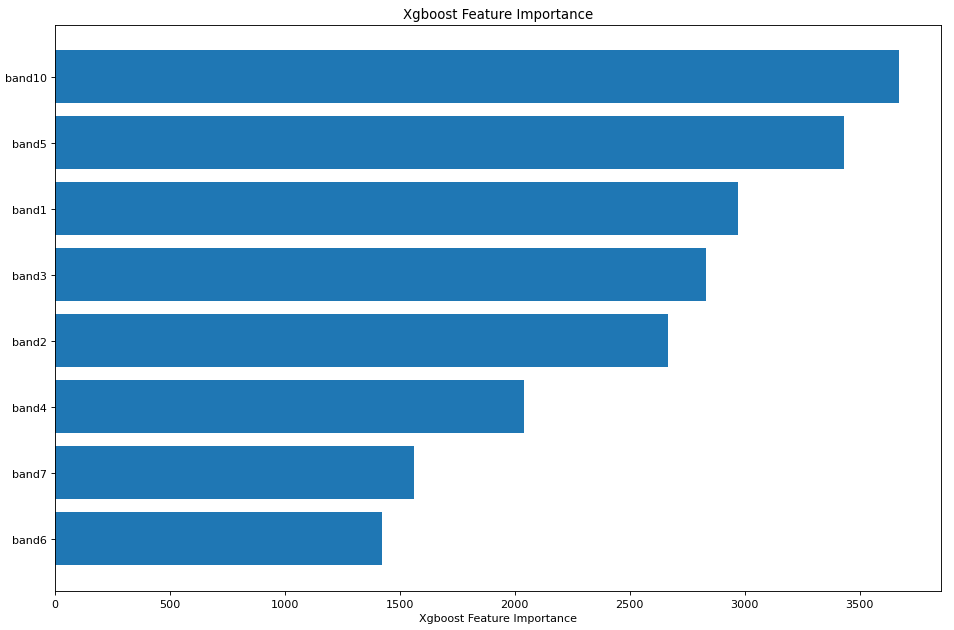 Xgboost Feature Importance
band10
band5
band1
band3
band2
band4
band7
band6
0 500 1000 1500 2000 2500 3000 3500
Xgboost Feature Importance